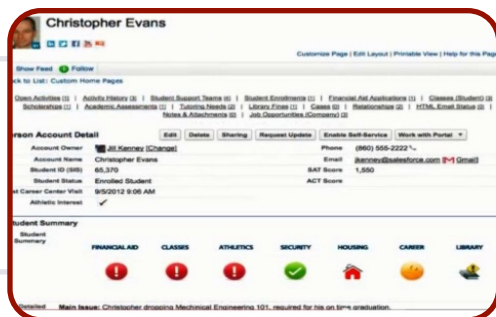 Christopher Evans
Customize Page | Edit Layout | Printable View | Help for this Pag
Show Feed Follow
ck to List: Custom Home Pages
Open Activities (1) | Activity History (3) | Student Support Teams (4) | Student Enrollments (1) | Financial Aid Applications (1) | Classes (Student) (3)
Scholarships (1) | Academic Assessments (1) | Tutoring Needs (2) | Library Fines (1) | Cases (0) | Relationships (2) | HTML Email Status (0) |
Notes & Attachments (0) | Job Opportunities (Company) (3)
erson Account Detail Edit Delete Sharing Request Update Enable Self-Service Work with Portal
Account Owner Jill Kenney [Change] Phone (860) 555-2222
Account Name Christopher Evans Email jkenney@salesforce.com [Gmail]
Student ID (SIS) 65,370 SAT Score 1,550
Student Status Enrolled Student ACT Score
st Career Center Visit 9/5/2012 9:06 AM
Athletic Interest
tudent Summary
Student
Summary
FINANCIAL AID CLASSES ATHLETICS SECURITY HOUSING CAREER LIBRARY
Detailed Main Issue: Christopher dropping Mechinical Engineering 101, required for his on time graduation.